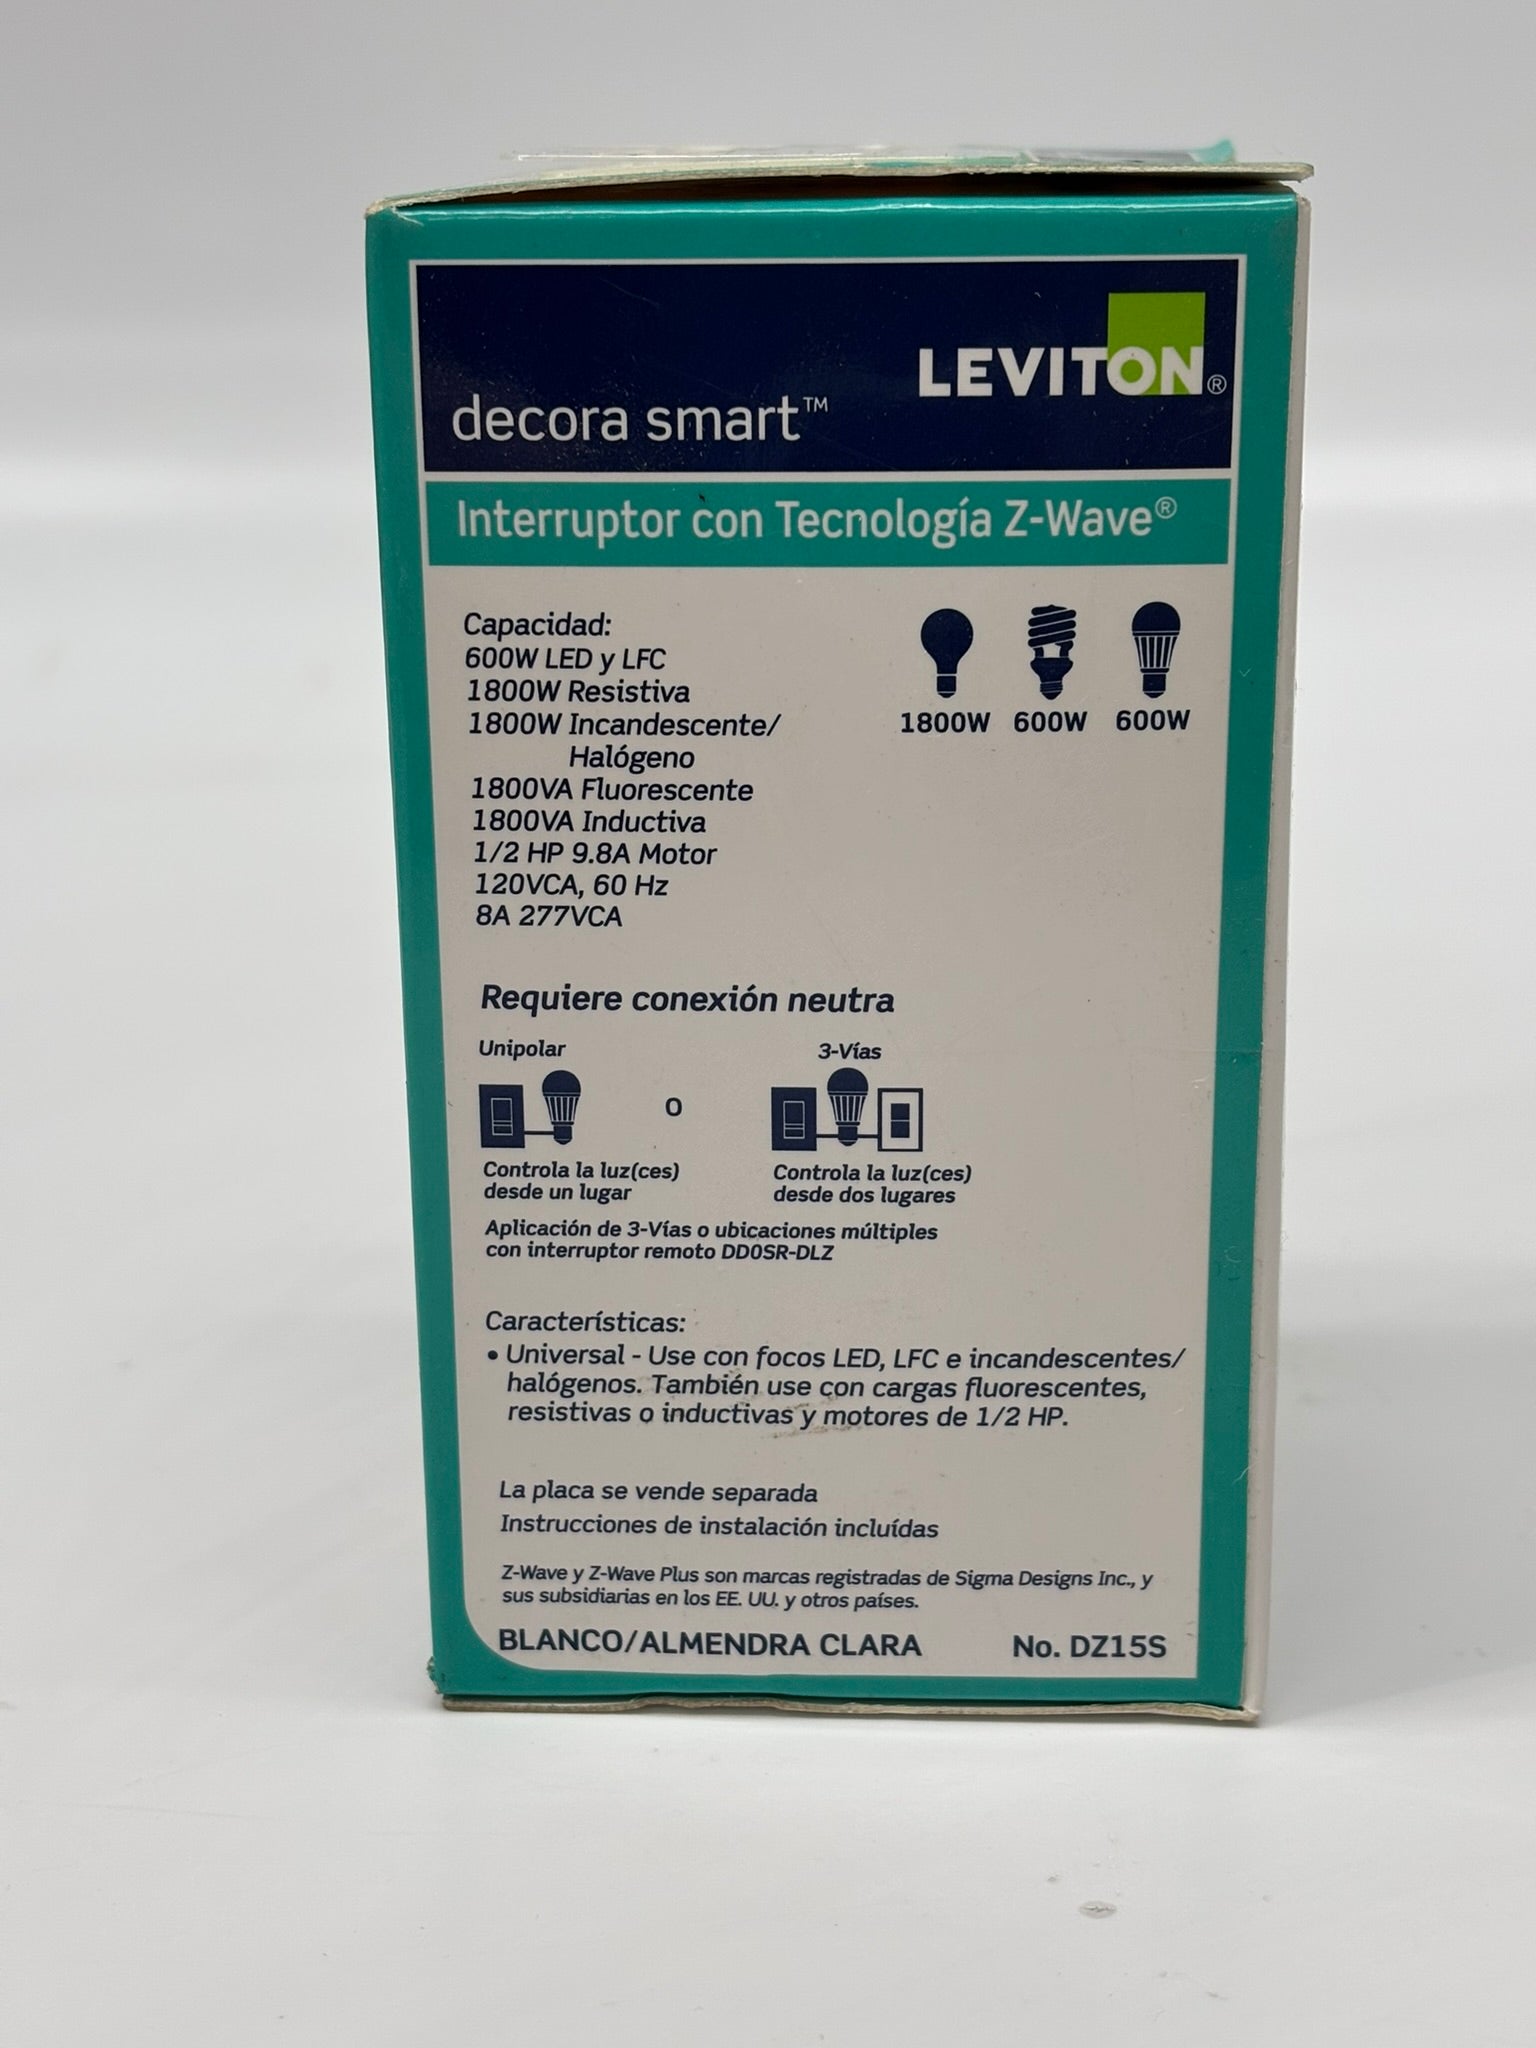 LEVITON®
decora smart™
Interruptor con Tecnología Z-Wave®
Capacidad:
600W LED y LFC
1800W Resistiva
1800W Incandescente/
Halógeno
1800VA Fluorescente
1800VA Inductiva
1/2 HP 9.8A Motor
120VCA, 60 Hz
8A 277VCA
1800W 600W 600W
Requiere conexión neutra
Unipolar
Controla la luz(ces)
desde un lugar
o
3-Vías
Controla la luz(ces)
desde dos lugares
Aplicación de 3-Vías o ubicaciones múltiples
con interruptor remoto DD0SR-DLZ
Características:
• Universal - Use con focos LED, LFC e incandescentes/
halógenos. También use con cargas fluorescentes,
resistivas o inductivas y motores de 1/2 HP.
La placa se vende separada
Instrucciones de instalación incluídas
Z-Wave y Z-Wave Plus son marcas registradas de Sigma Designs Inc., y
sus subsidiarias en los EE. UU. y otros países.
BLANCO/ALMENDRA CLARA No. DZ15S